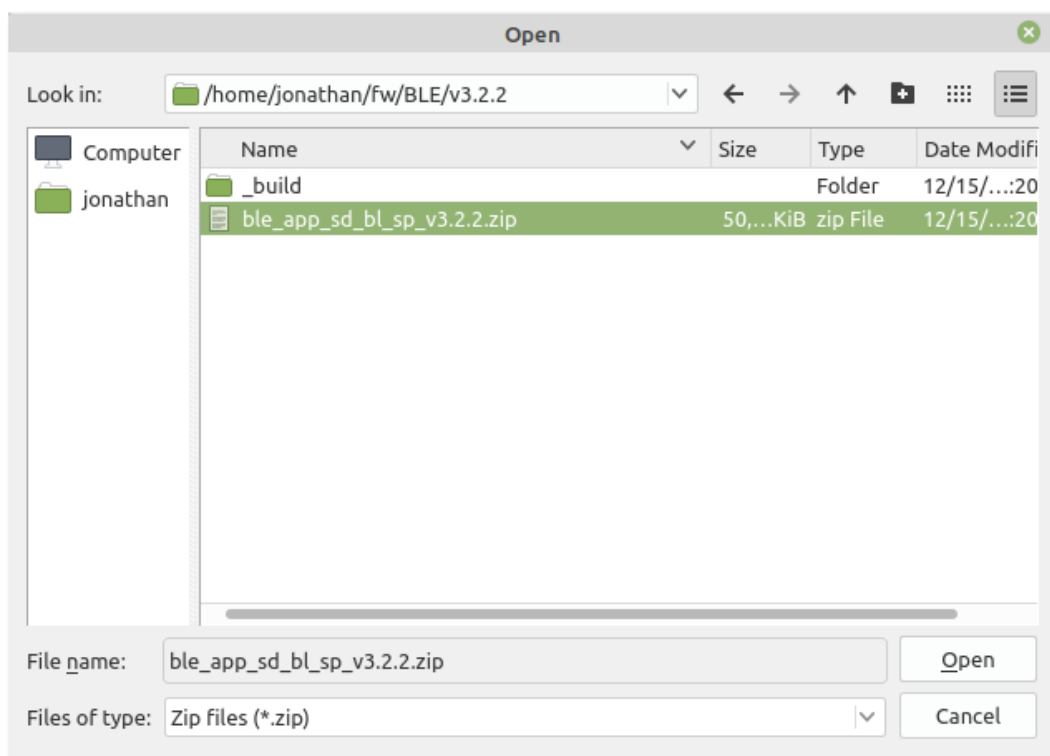 Open
Look in: /home/jonathan/fw/BLE/v3.2.2
Computer
jonathan
Name Size Type Date Modifi
_build Folder 12/15/...:20
ble_app_sd_bl_sp_v3.2.2.zip 50,...KiB zip File 12/15/...:20
File name: ble_app_sd_bl_sp_v3.2.2.zip Open
Files of type: Zip files (*.zip) Cancel